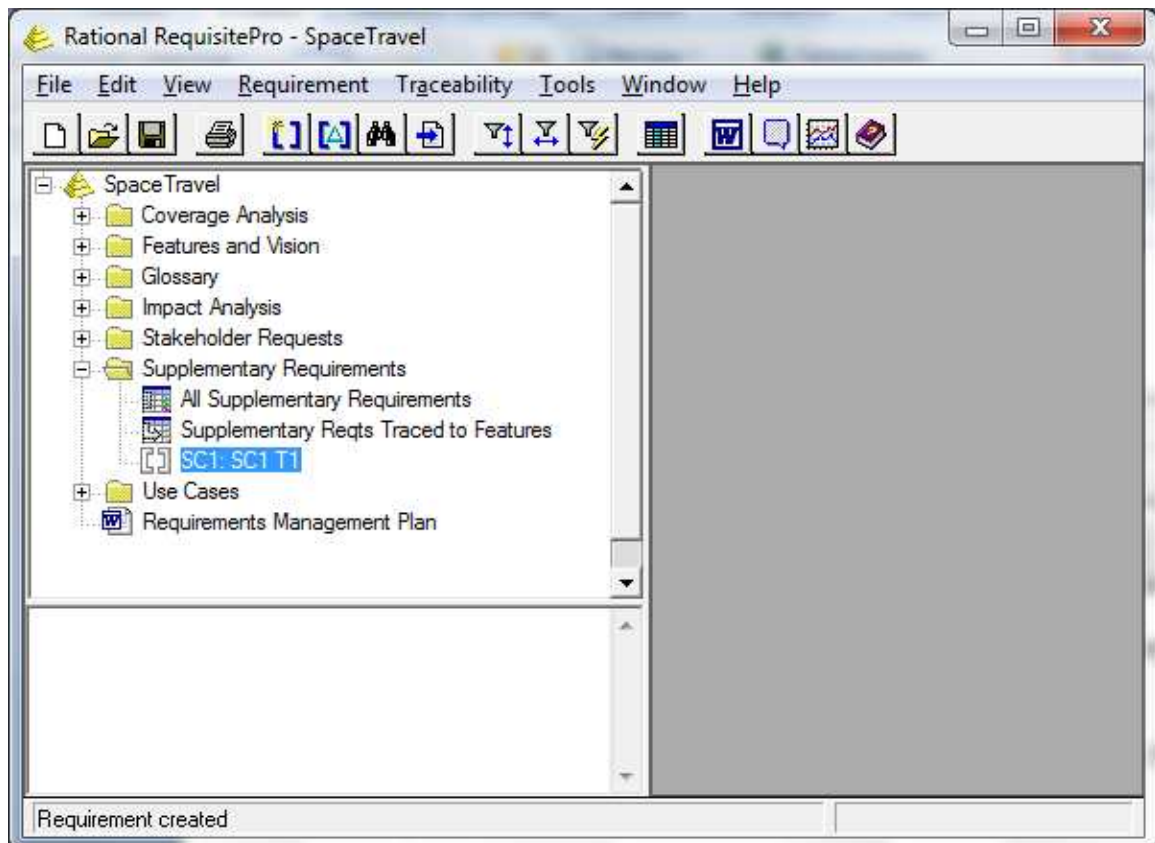 Rational RequisitePro - SpaceTravel
File Edit View Requirement Traceability Tools Window Help
SpaceTravel
Coverage Analysis
Features and Vision
Glossary
Impact Analysis
Stakeholder Requests
Supplementary Requirements
All Supplementary Requirements
Supplementary Reqts Traced to Features
SC1: SC1 T1
Use Cases
Requirements Management Plan
Requirement created